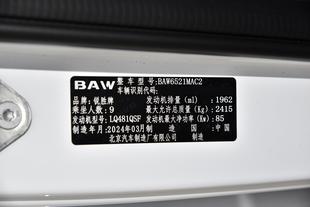 BAW 整车型号 BAW6521MAC2
车辆识别代号:
品牌: 锐胜牌 发动机排量 (ml) : 1962
乘坐人数: 9 最大允许总质量 (Kg) : 2415
发动机型号: LQ481QSF 发动机最大净功率 (Kw) : 85
制造年月: 2024年03月 制造国: 中国
北京汽车制造厂有限公司